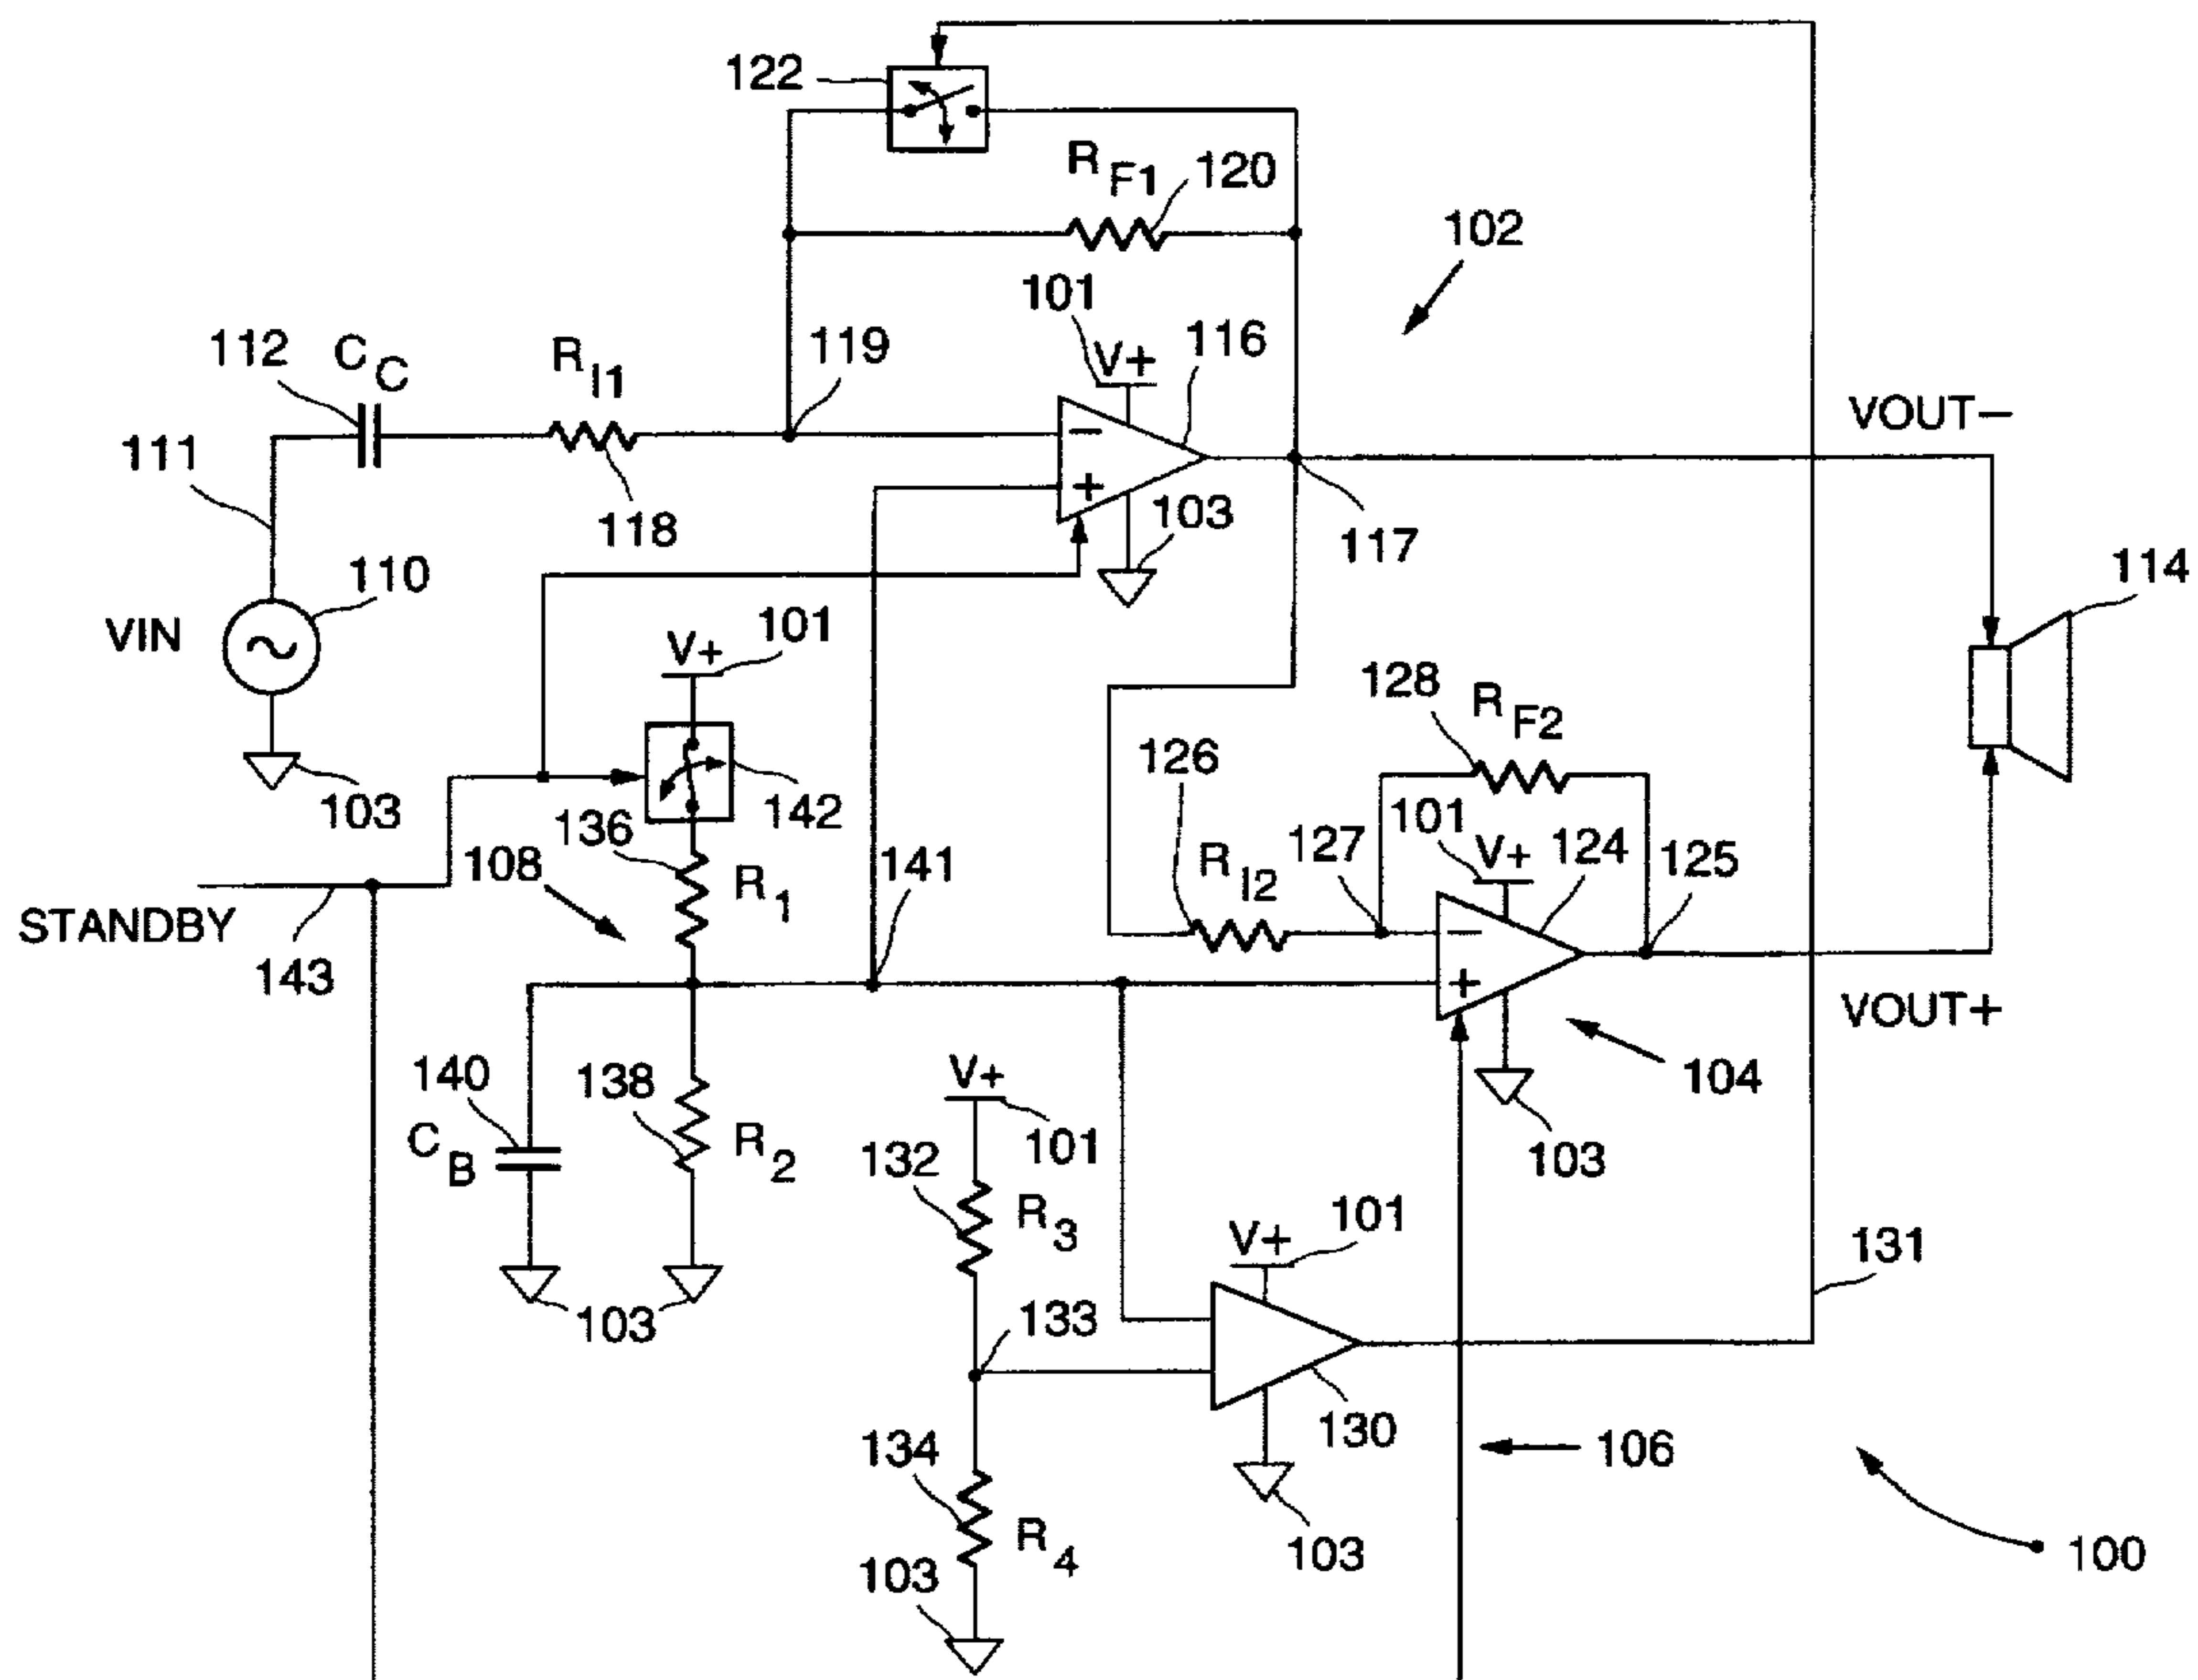 122
R F1
120
102
101
V+
116
112
C C
R I1
119
VOUT−
111
−
+
118
103
117
114
VIN
110
V+
101
128
R F2
126
103
136
142
101
V+
124
108
R 1
141
R I2
127
125
STANDBY
143
−
+
VOUT+
140
138
V+
104
C B
R 2
132
101
103
R 3
V+
101
131
103
133
134
130
106
R 4
103
103
100